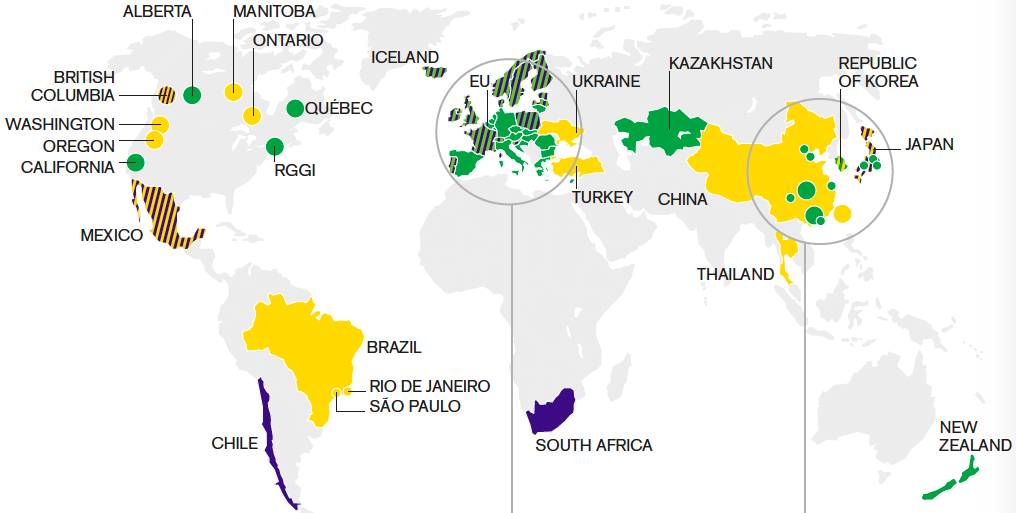 ALBERTA
MANITOBA
ONTARIO
ICELAND
BRITISH
COLUMBIA
EU
UKRAINE
KAZAKHSTAN
REPUBLIC
OF KOREA
QUÉBEC
WASHINGTON
OREGON
CALIFORNIA
RGGI
JAPAN
TURKEY
CHINA
MEXICO
THAILAND
BRAZIL
RIO DE JANEIRO
SÃO PAULO
CHILE
SOUTH AFRICA
NEW
ZEALAND